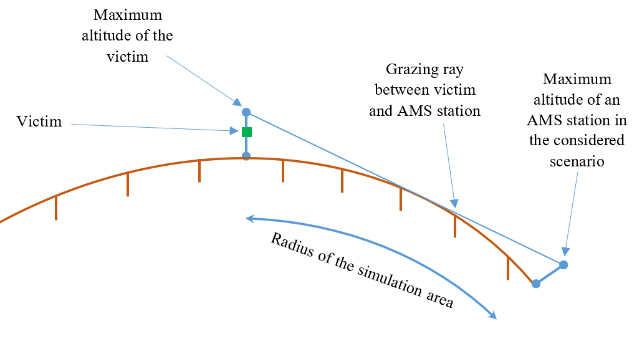 Maximum
altitude of the
victim
Victim
Grazing ray
between victim
and AMS station
Maximum
altitude of an
AMS station in
the considered
scenario
Radius of the simulation area